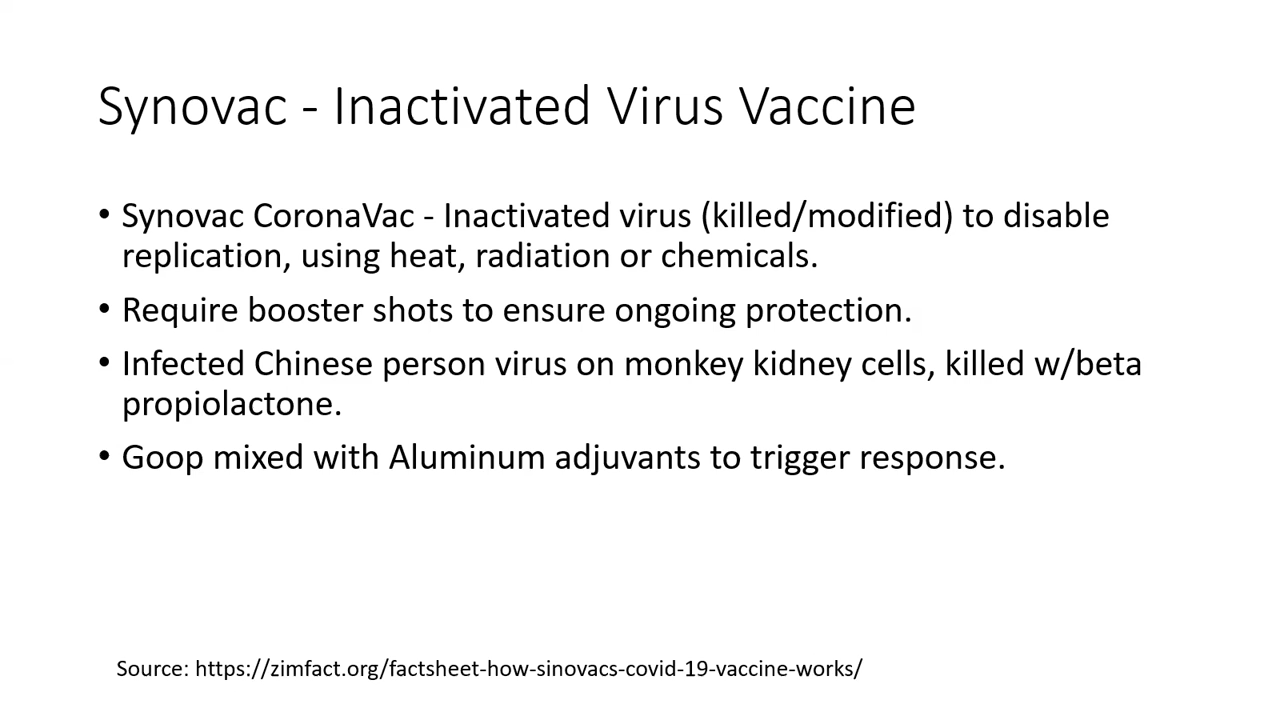 Synovac - Inactivated Virus Vaccine
• Synovac CoronaVac - Inactivated virus (killed/modified) to disable
replication, using heat, radiation or chemicals.
• Require booster shots to ensure ongoing protection.
• Infected Chinese person virus on monkey kidney cells, killed w/beta
propiolactone.
• Goop mixed with Aluminum adjuvants to trigger response.
Source: https://zimfact.org/factsheet-how-sinovacs-covid-19-vaccine-works/